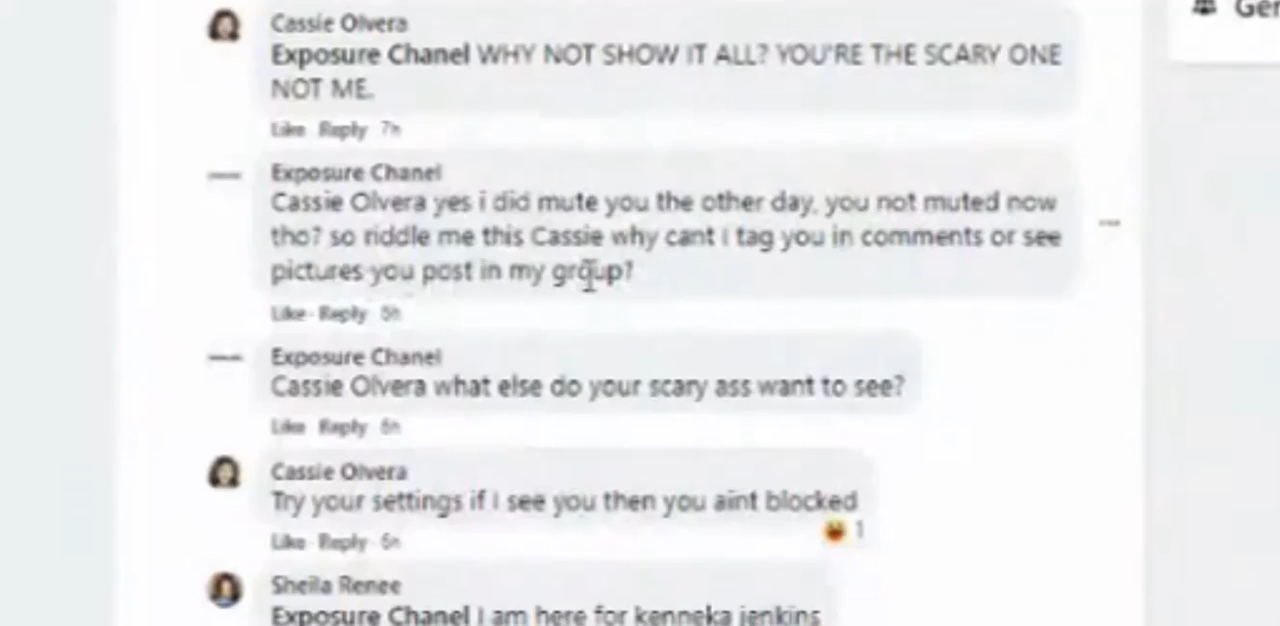 Ger
Cassie Olvera
Exposure Chanel WHY NOT SHOW IT ALL? YOU'RE THE SCARY ONE
NOT ME.
Like Reply 7h
Exposure Chanel
Cassie Olvera yes i did mute you the other day, you not muted now
tho? so riddle me this Cassie why cant i tag you in comments or see
pictures you post in my group?
Like Reply
Exposure Chanel
Cassie Olvera what else do your scary ass want to see?
Like Reply 6h
Cassie Olvera
Try your settings if I see you then you aint blocked
1
Like Reply 6h
Sheila Renee
Exposure Chanel I am here for kenneka jenkins